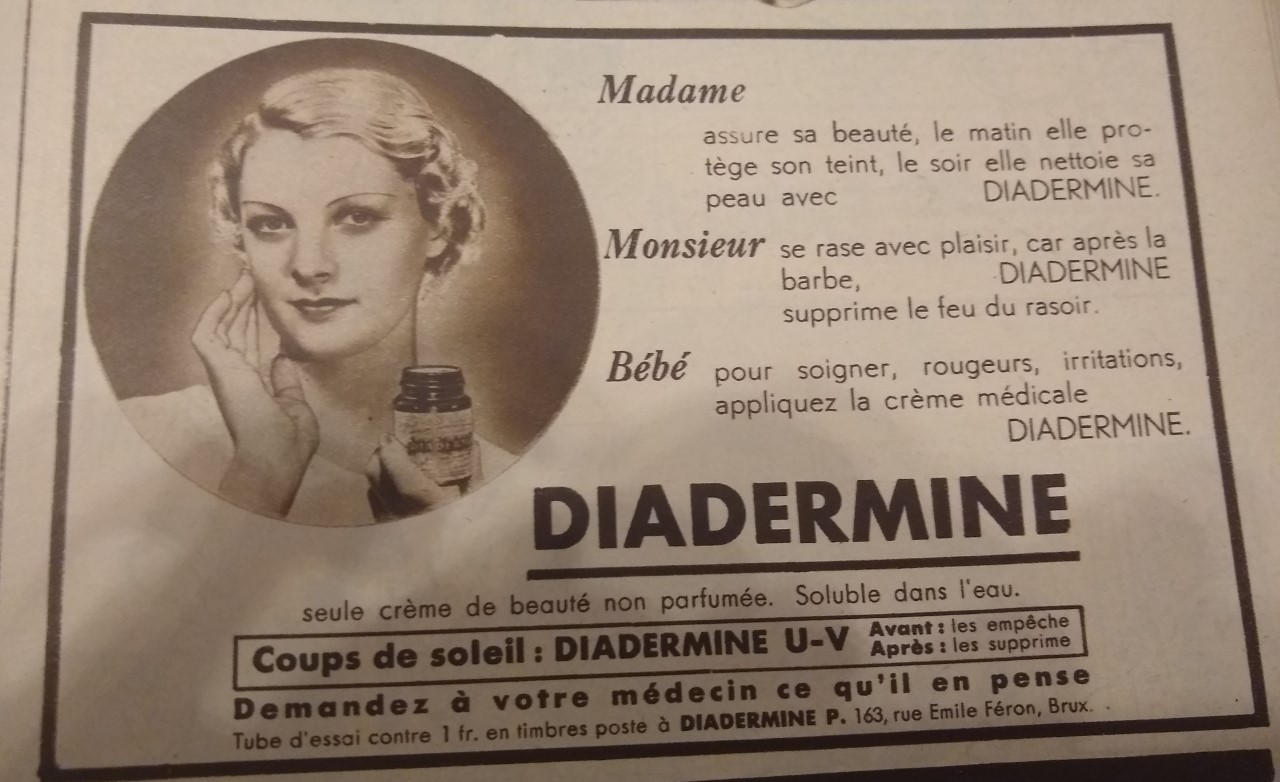 Madame
assure sa beauté, le matin elle pro-
tège son teint, le soir elle nettoie sa
peau avec DIADERMINE.
Monsieur se rase avec plaisir, car après la
barbe, DIADERMINE
supprime le feu du rasoir.
Bébé pour soigner, rougeurs, irritations,
appliquez la crème médicale
DIADERMINE.
DIADERMINE
seule crème de beauté non parfumée. Soluble dans l'eau.
Coups de soleil : DIADERMINE U-V Avant : les empêche
Après : les supprime
Demandez à votre médecin ce qu'il en pense
Tube d'essai contre 1 fr. en timbres poste à DIADERMINE P. 163, rue Emile Féron, Brux.